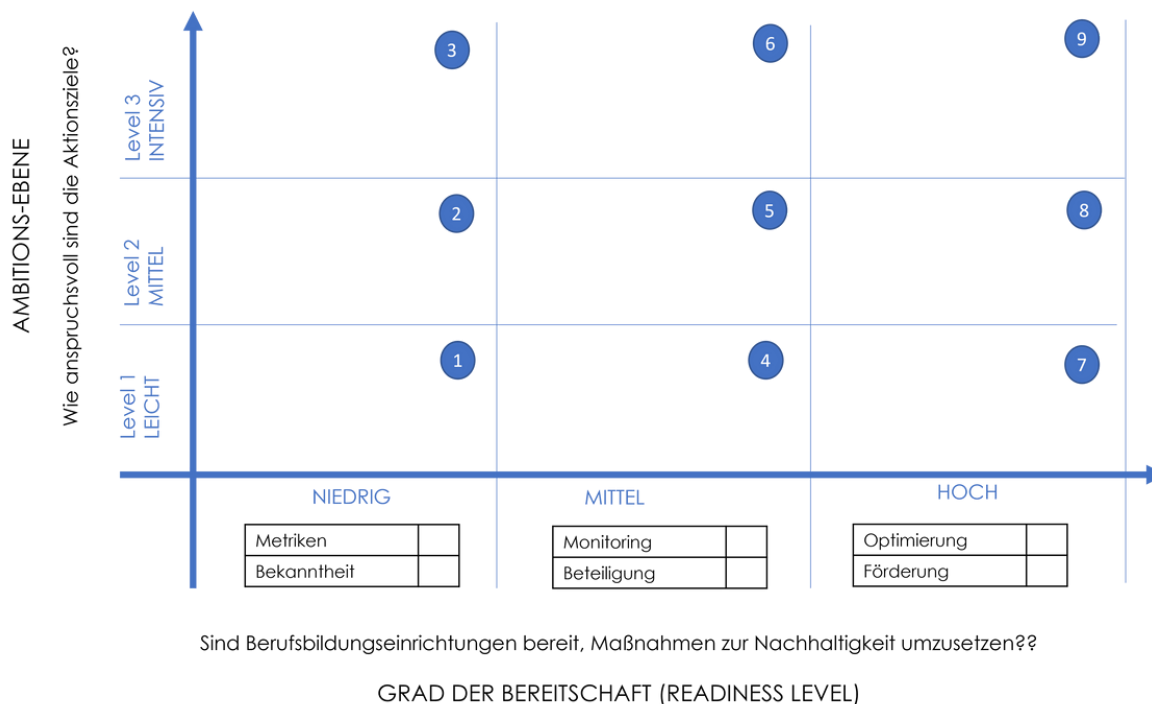 AMBITIONS-EBENE
Wie anspruchsvoll sind die Aktionsziele?
Level 3
INTENSIV
3
6
9
Level 2
MITTEL
2
5
8
Level 1
LEICHT
1
4
7
NIEDRIG
MITTEL
HOCH
Metriken
Bekanntheit
Monitoring
Beteiligung
Optimierung
Förderung
Sind Berufsbildungseinrichtungen bereit, Maßnahmen zur Nachhaltigkeit umzusetzen??
GRAD DER BEREITSCHAFT (READINESS LEVEL)